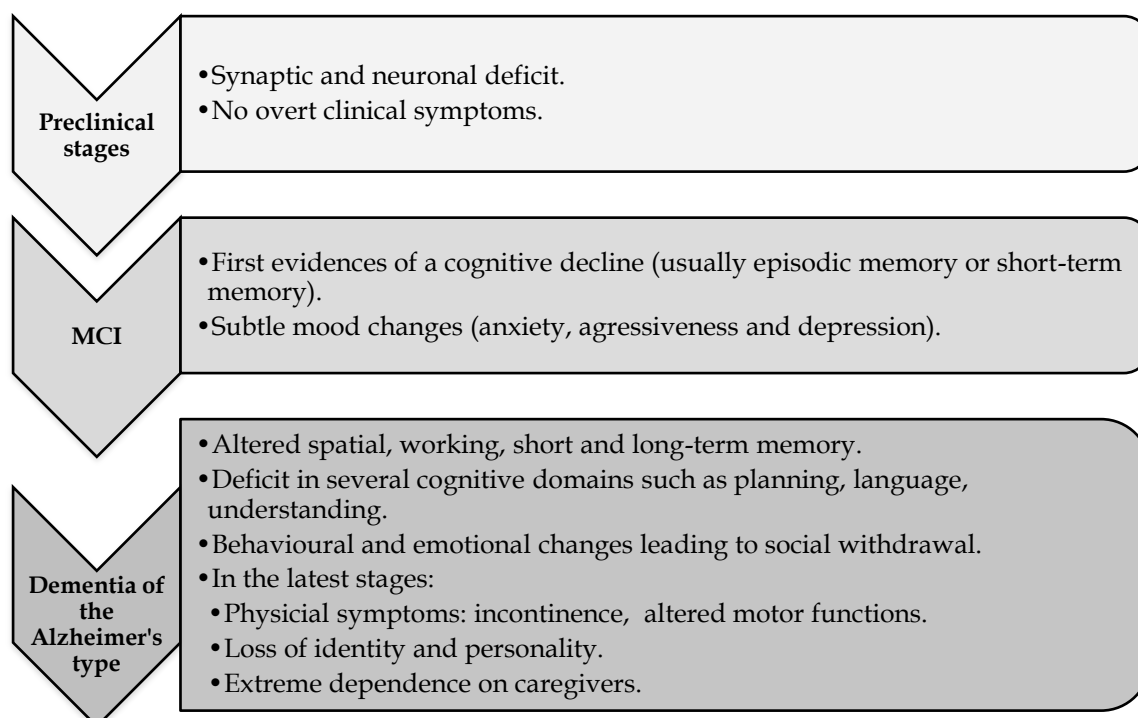 Preclinical
stages
•Synaptic and neuronal deficit.
•No overt clinical symptoms.
MCI
•First evidences of a cognitive decline (usually episodic memory or short-term
memory).
•Subtle mood changes (anxiety, agressiveness and depression).
Dementia of
the
Alzheimer's
type
•Altered spatial, working, short and long-term memory.
•Deficit in several cognitive domains such as planning, language,
understanding.
•Behavioural and emotional changes leading to social withdrawal.
•In the latest stages:
•Physicial symptoms: incontinence, altered motor functions.
•Loss of identity and personality.
•Extreme dependence on caregivers.